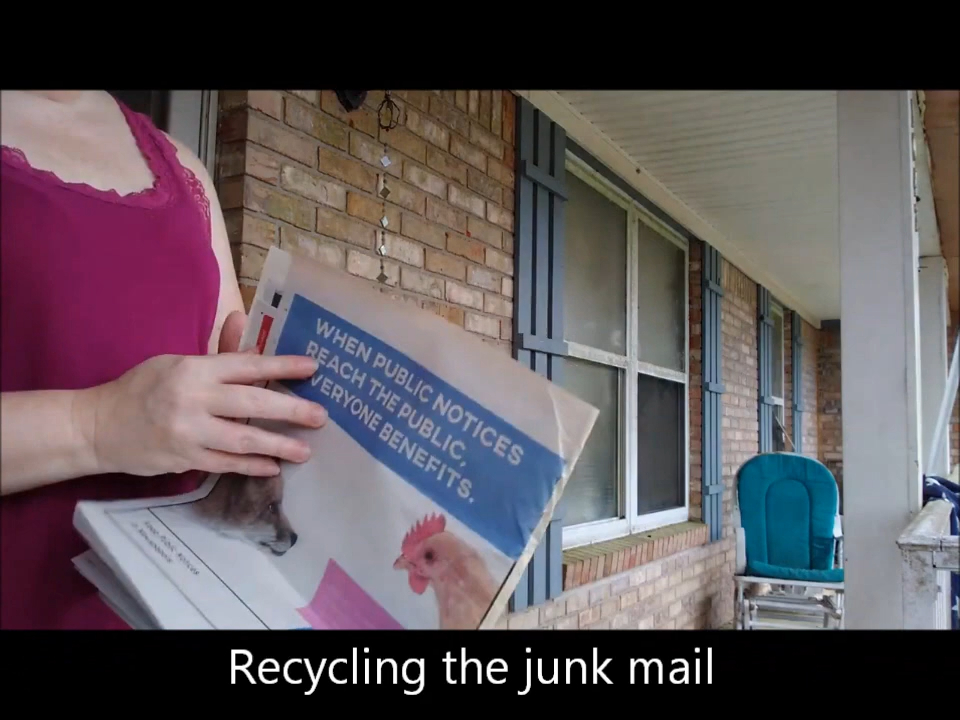 WHEN PUBLIC NOTICES
REACH THE PUBLIC,
EVERYONE BENEFITS.
Recycling the junk mail